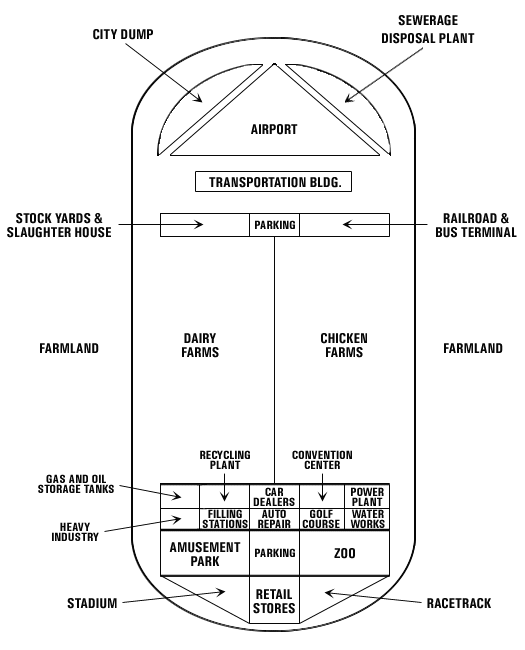 CITY DUMP
SEWERAGE
DISPOSAL PLANT
AIRPORT
TRANSPORTATION BLDG.
STOCK YARDS &
SLAUGHTER HOUSE
PARKING
RAILROAD &
BUS TERMINAL
FARMLAND
DAIRY
FARMS
CHICKEN
FARMS
FARMLAND
RECYCLING
PLANT
CONVENTION
CENTER
GAS AND OIL
STORAGE TANKS
CAR
DEALERS
POWER
PLANT
HEAVY
INDUSTRY
FILLING
STATIONS
AUTO
REPAIR
GOLF
COURSE
WATER
WORKS
AMUSEMENT
PARK
PARKING
ZOO
STADIUM
RETAIL
STORES
RACETRACK